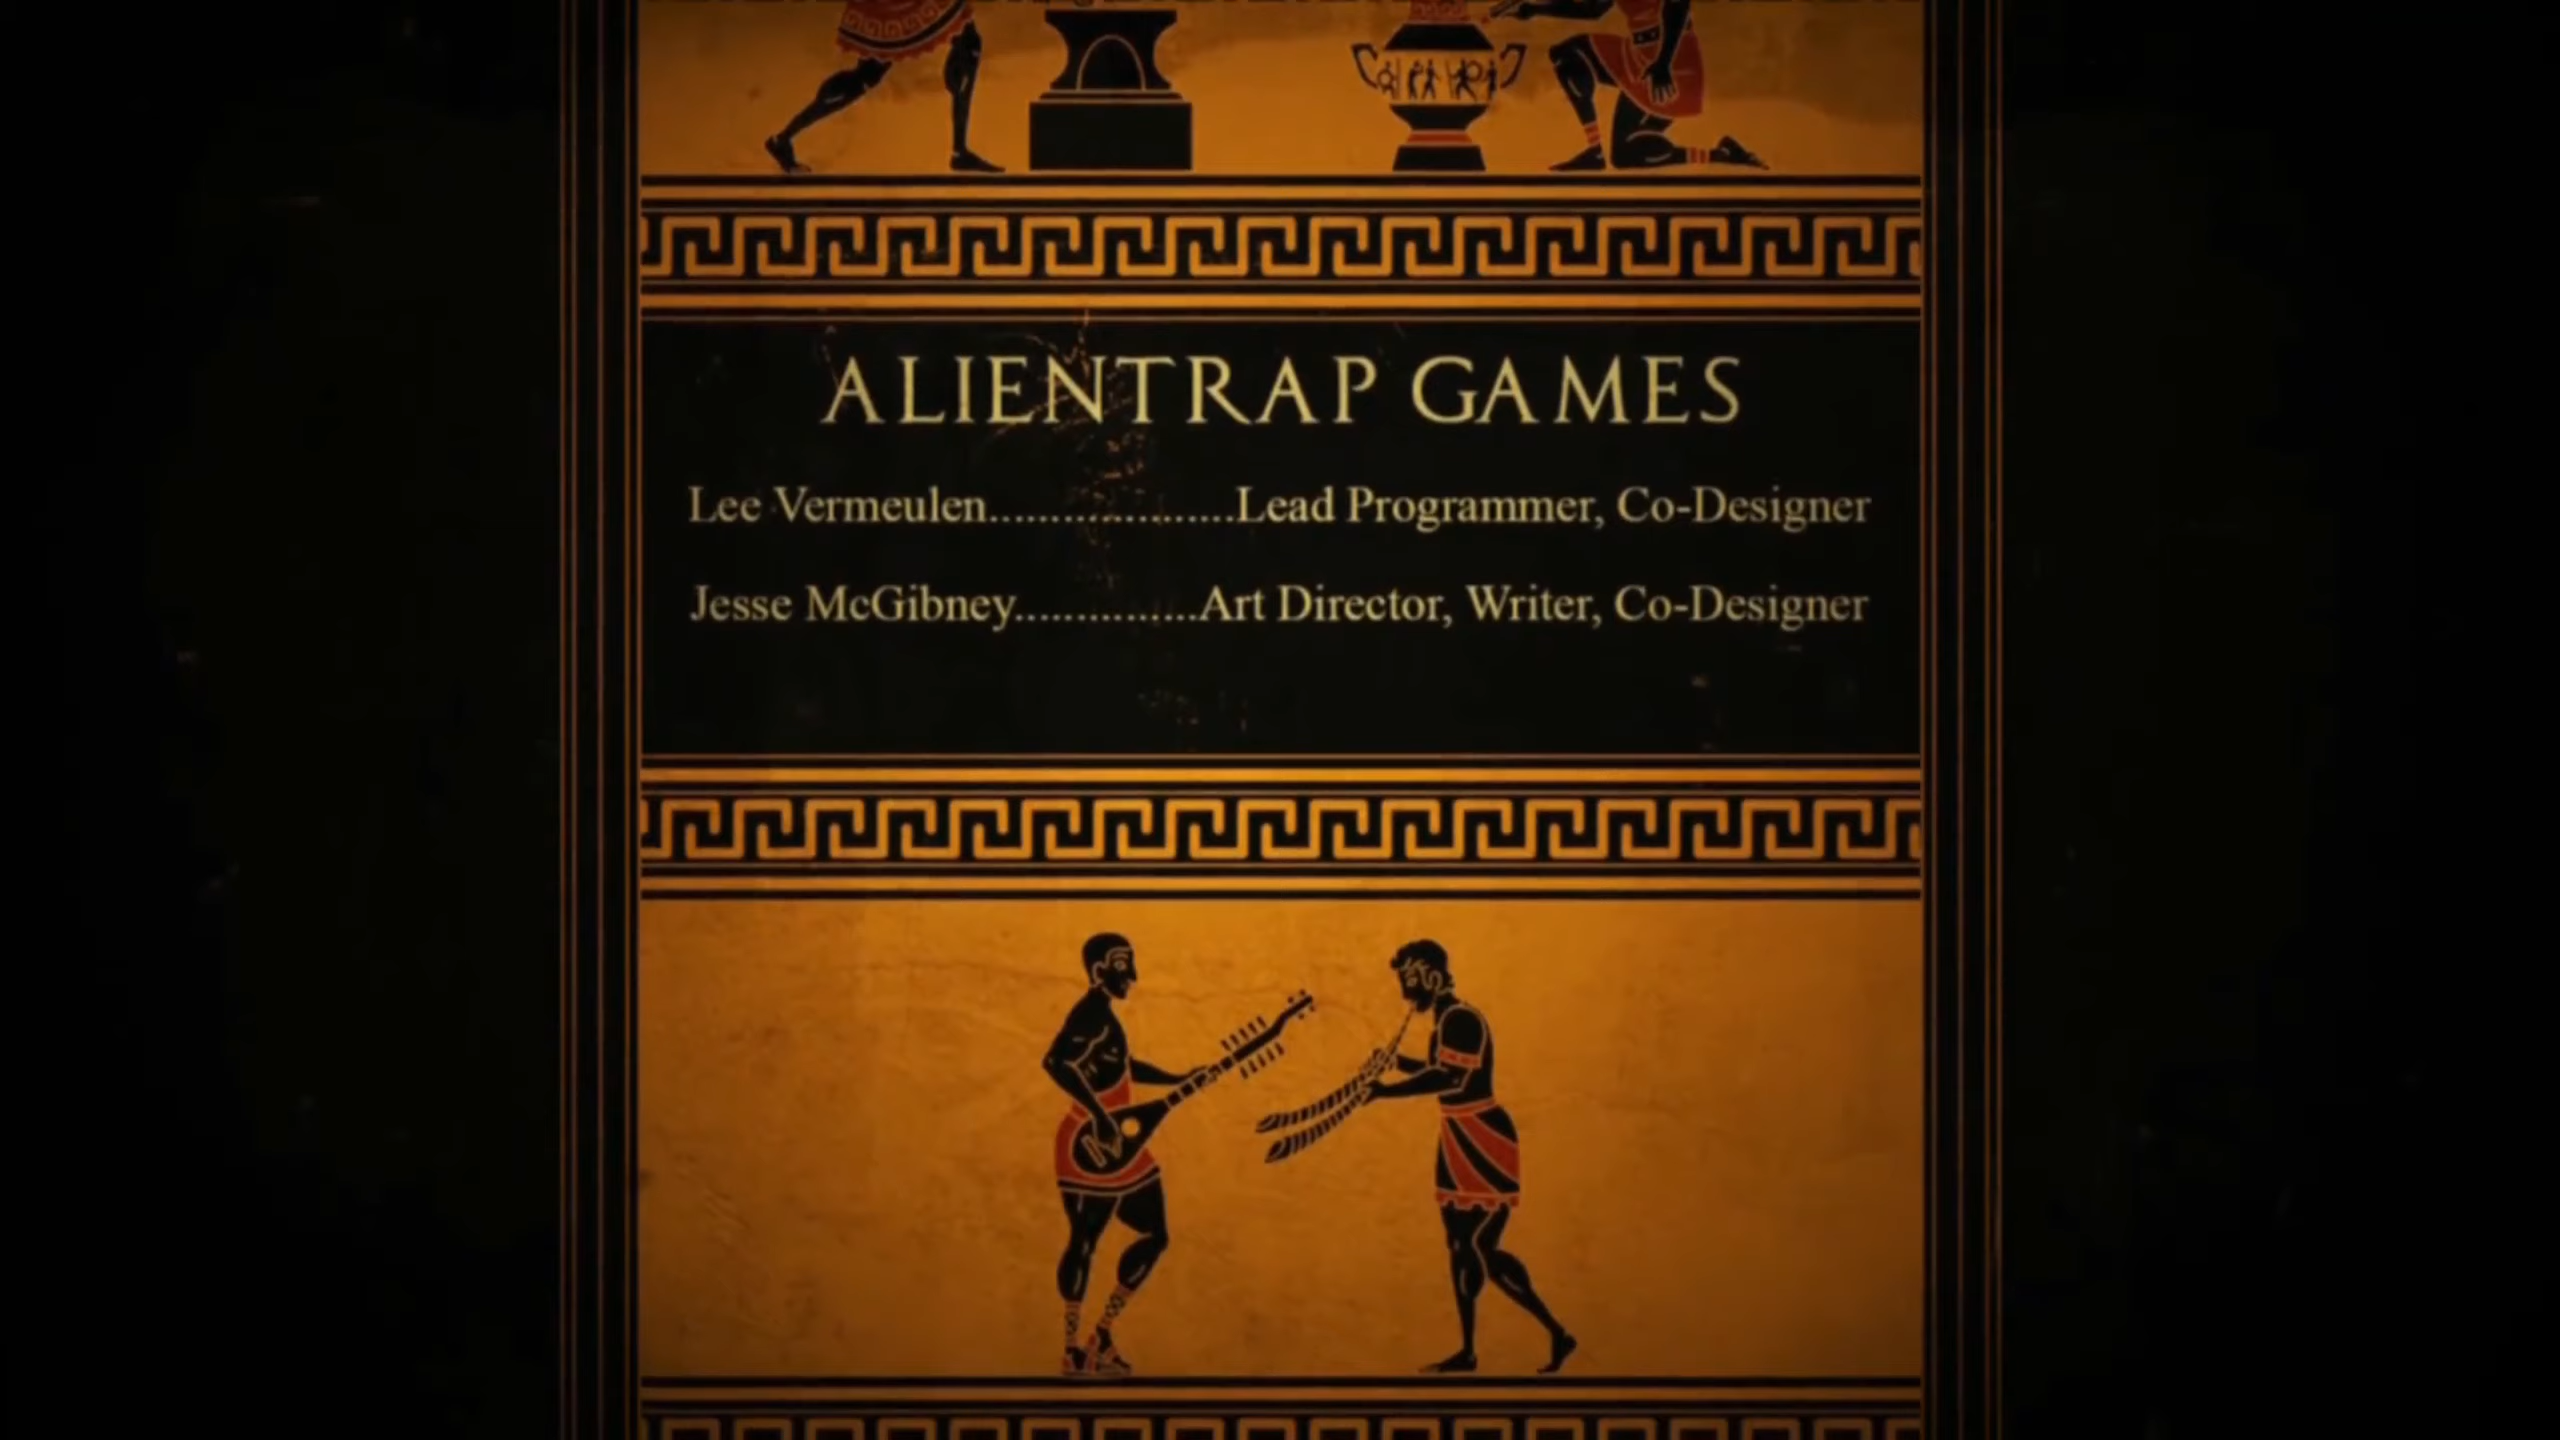 ALIENTRAP GAMES
Lee Vermeulen....................Lead Programmer, Co-Designer
Jesse McGibney...............Art Director, Writer, Co-Designer